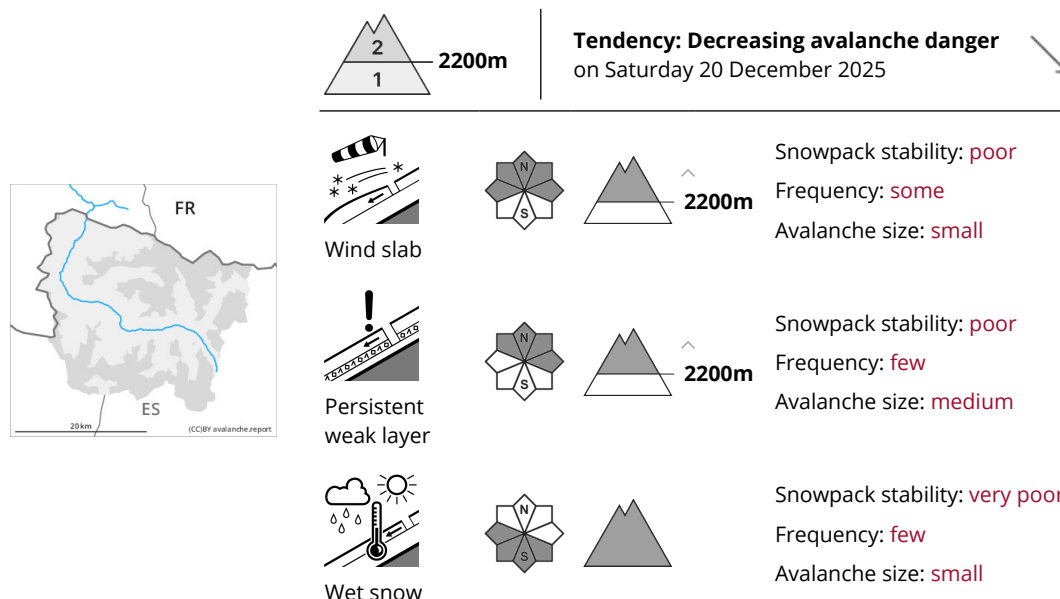 2
1
2200m
Tendency: Decreasing avalanche danger
on Saturday 20 December 2025
FR
ES
20 km
(CC)BY avalanche.report
N
S
2200m
Wind slab
Snowpack stability: poor
Frequency: some
Avalanche size: small
N
S
2200m
Persistent
weak layer
Snowpack stability: poor
Frequency: few
Avalanche size: medium
N
S
Wet snow
Snowpack stability: very poor
Frequency: few
Avalanche size: small